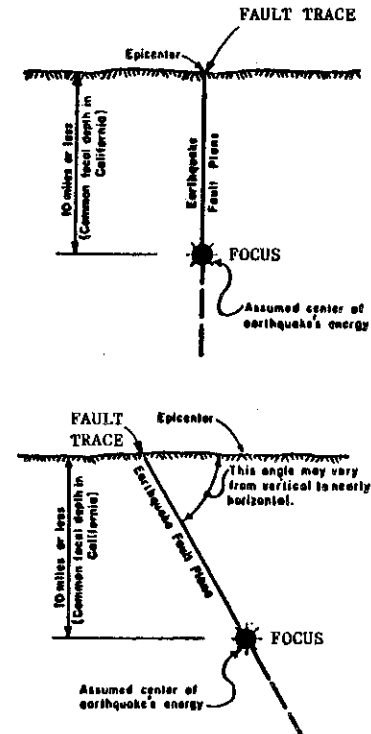 FAULT TRACE
Epicenter
10 miles or less
(Common focal depth in
California)
Earthquake
Fault Plane
FOCUS
Assumed center of
earthquake's energy
FAULT
TRACE
Epicenter
This angle may vary
from vertical to nearly
horizontal.
10 miles or less
(Common focal depth in
California)
Earthquake Fault Plane
FOCUS
Assumed center of
earthquake's energy